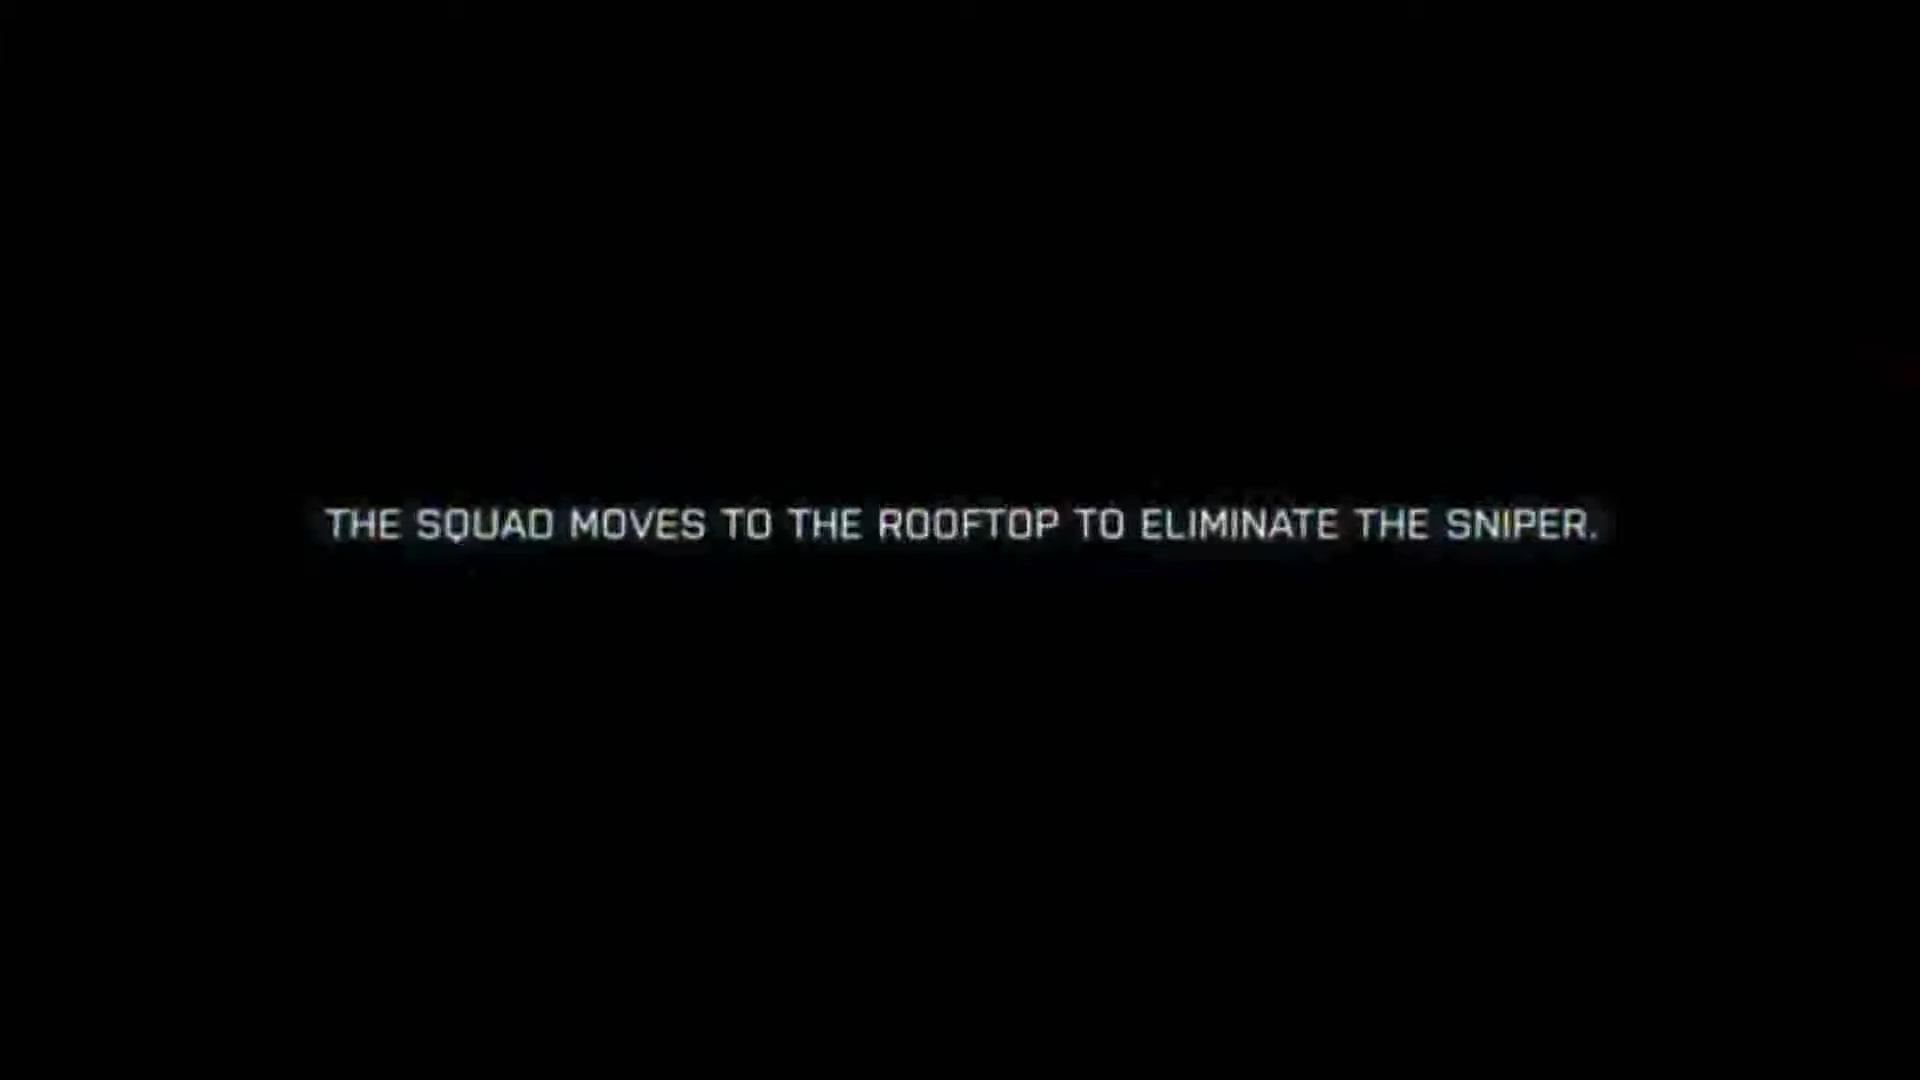 THE SQUAD MOVES TO THE ROOFTOP TO ELIMINATE THE SNIPER.